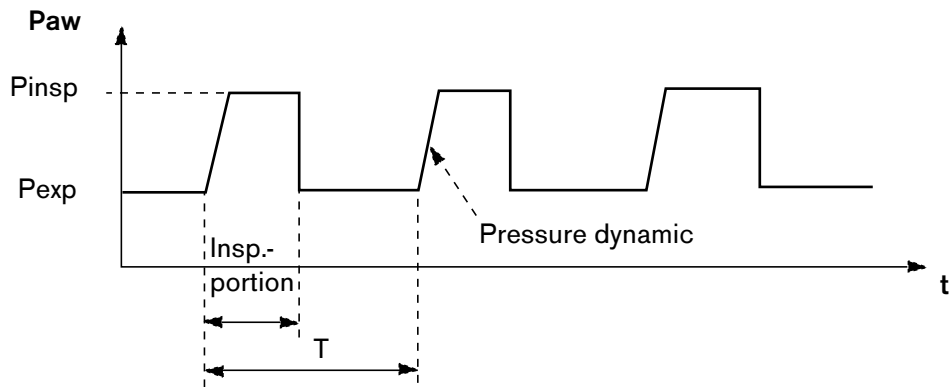 Paw
Pinsp
Pexp
Pressure dynamic
Insp.-
portion
t
T